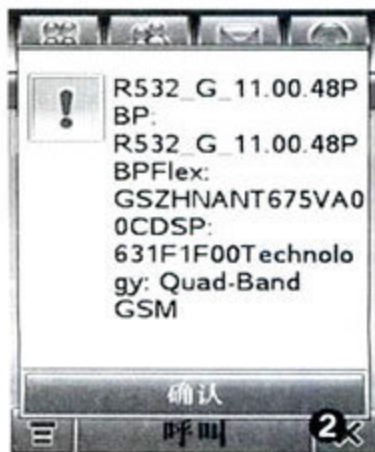 R532_G_11.00.48P
BP:
R532_G_11.00.48P
BPFlex:
GSZHNANT675VA0
0CDSP:
631F1F00Technolo
gy: Quad-Band
GSM
确认
呼叫
2